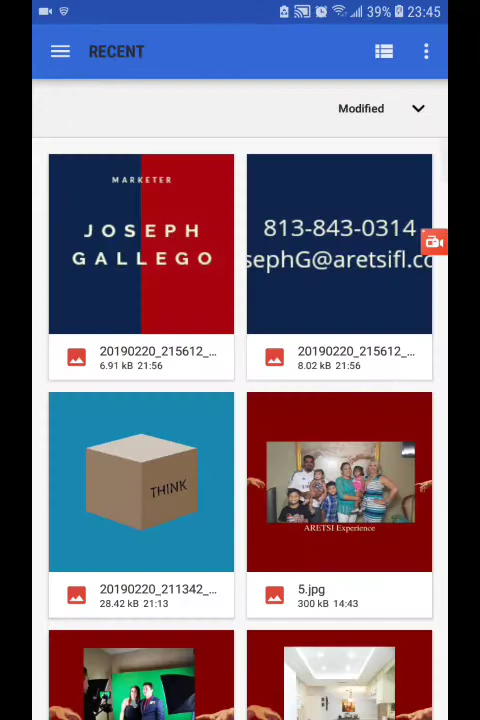 39% 23:45
RECENT
Modified
MARKETER
JOSEPH
GALLEGO
813-843-0314
sephG@aretsifl.co
20190220_215612_...
6.91 kB 21:56
20190220_215612_...
8.02 kB 21:56
THINK
ARETSI Experience
20190220_211342_...
28.42 kB 21:13
5.jpg
300 kB 14:43